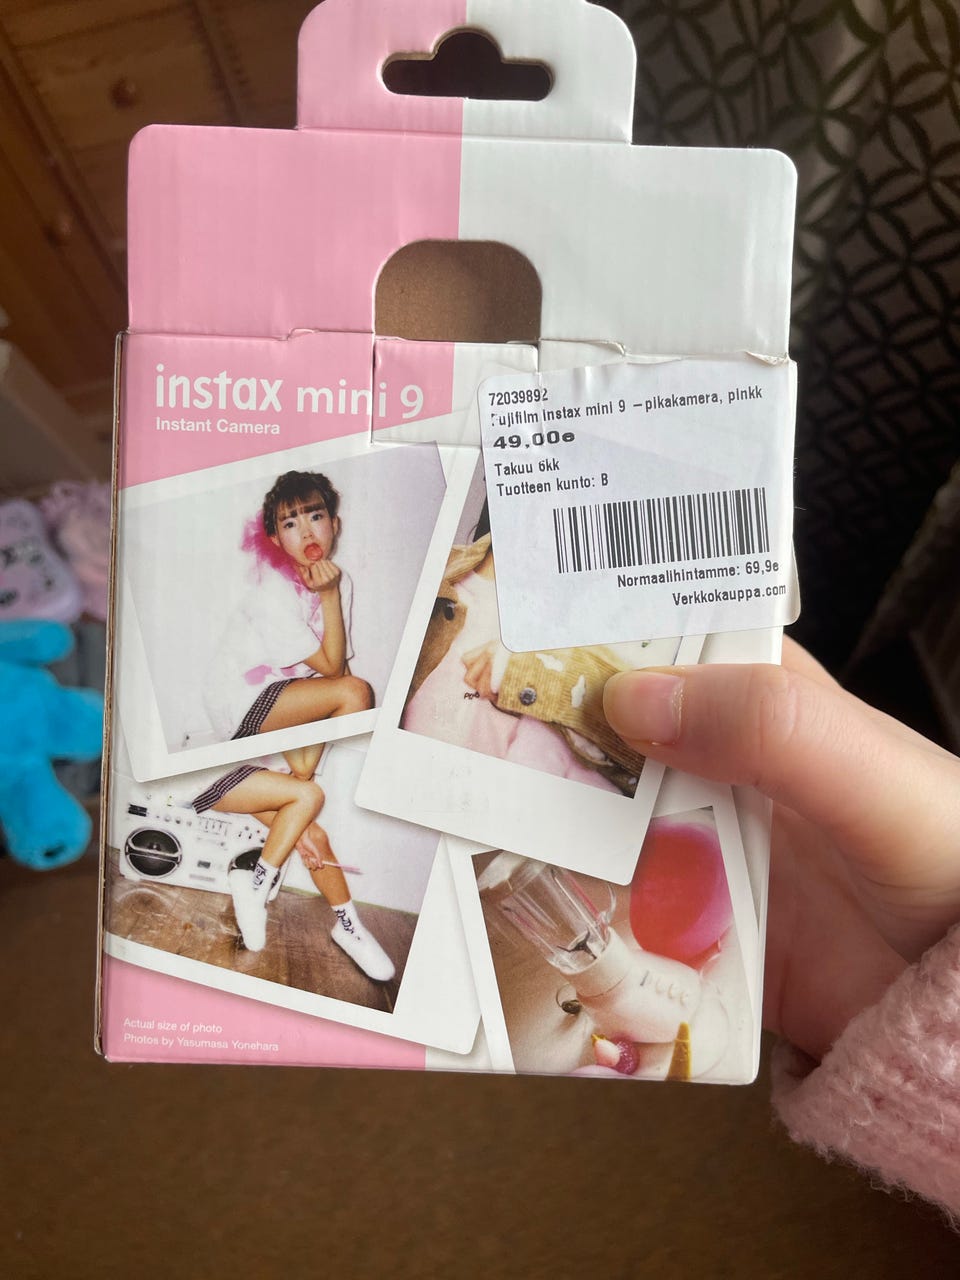 instax mini 9
Instant Camera
72039892
Fujifilm Instax mini 9 –pikakamera, pinkk
49,00e
Takuu 6kk
Tuotteen kunto: B
Normaalihintamme: 69,9e
Verkkokauppa.com
Actual size of photo
Photos by Yasumasa Yonehara